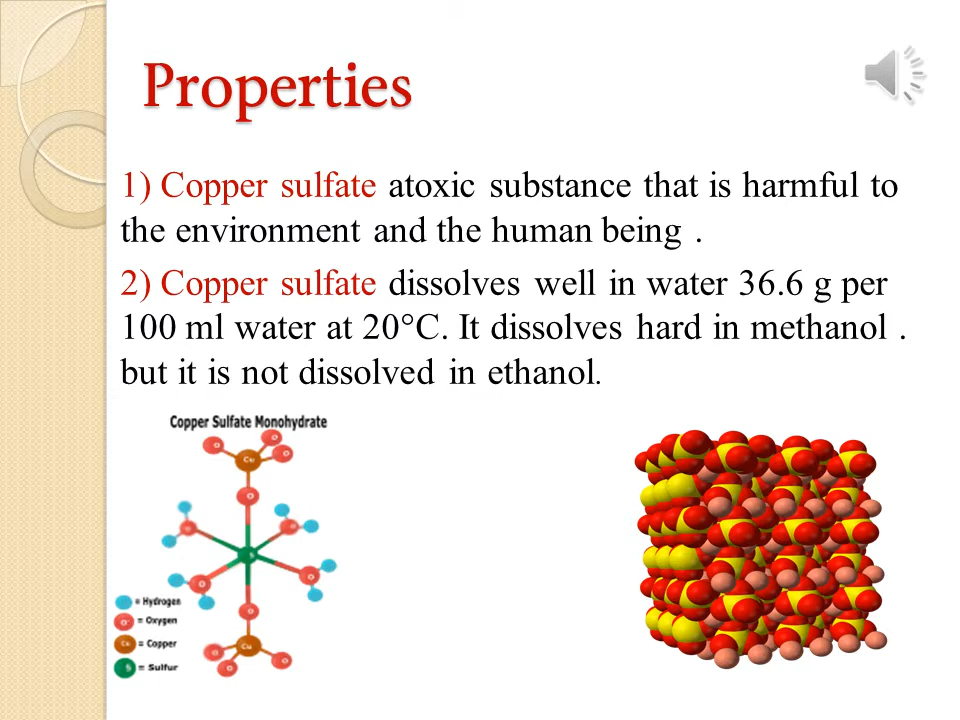 Properties
1) Copper sulfate atoxic substance that is harmful to
the environment and the human being .
2) Copper sulfate dissolves well in water 36.6 g per
100 ml water at 20°C. It dissolves hard in methanol .
but it is not dissolved in ethanol.
Copper Sulfate Monohydrate
= Hydrogen
= Oxygen
= Copper
= Sulfur